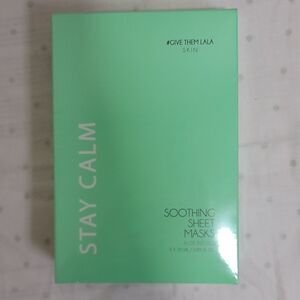 #GIVE THEM LALA
SKIN
STAY CALM
SOOTHING
SHEET
MASKS